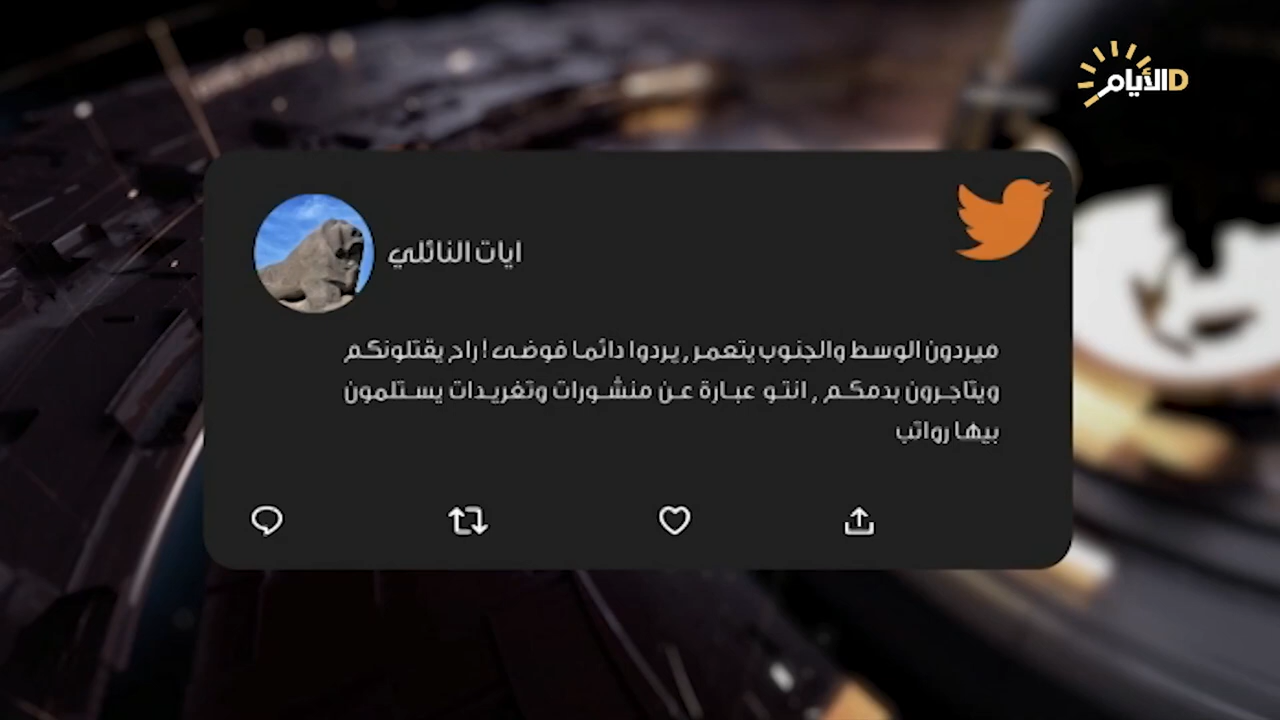 الأيام D
ايات النائلي
ميردون الوسط والجنوب يتعمر , يردوا دائما فوضى ! راح يقتلونكم
ويتاجرون بدمكم , انتو عبارة عن منشورات وتغريدات يستلمون
بيها رواتب